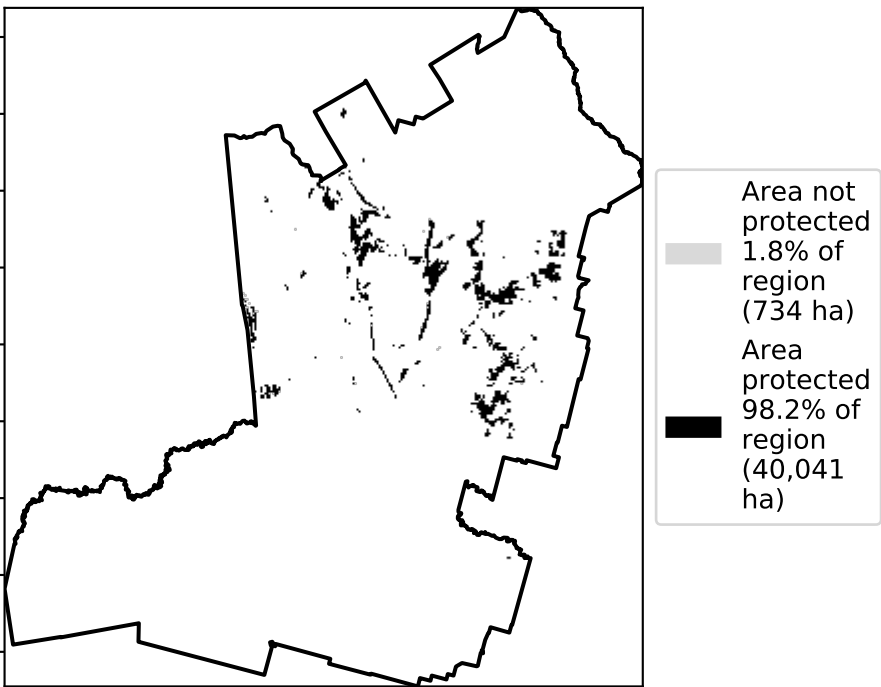 Area not
protected
1.8% of
region
(734 ha)
Area
protected
98.2% of
region
(40,041
ha)